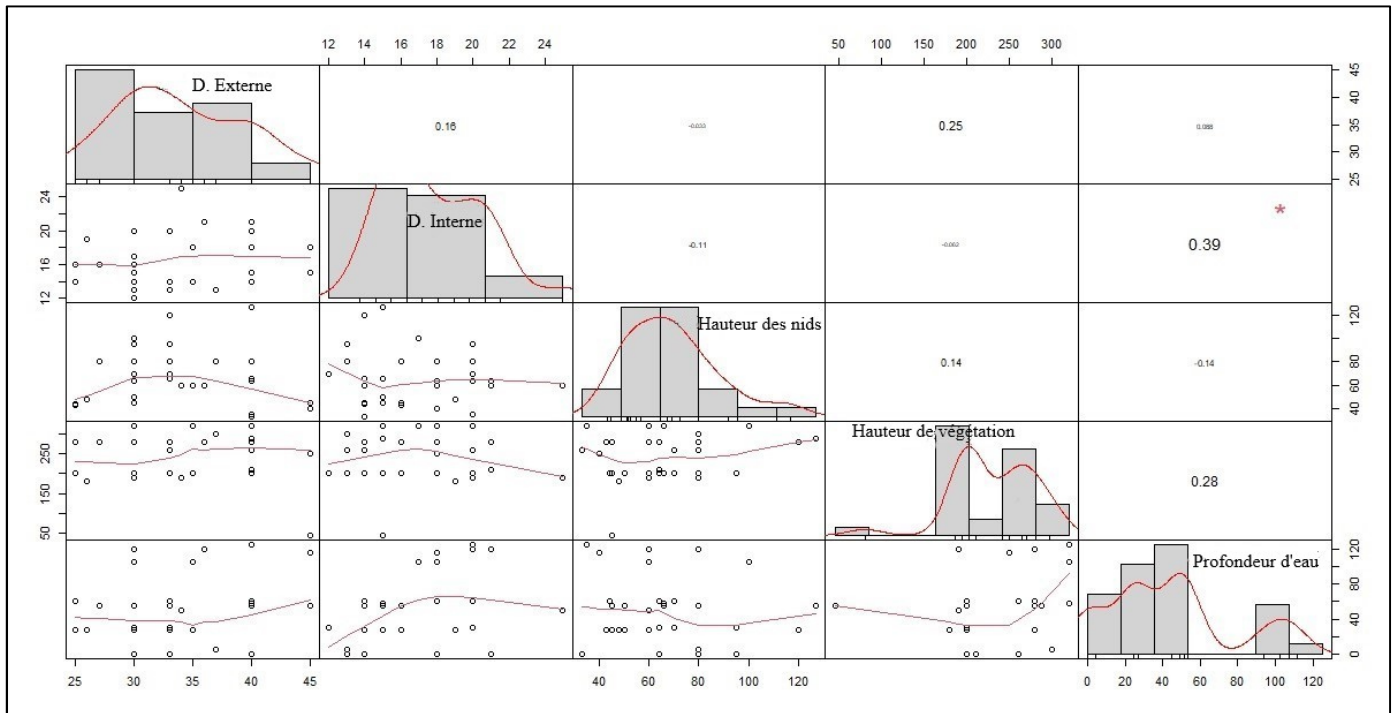 12 14 16 18 20 22 24 50 100 150 200 250 300
D. Externe
0.16
-0.033
0.25
0.088
25 30 35 40 45
D. Interne
12 16 20 24
-0.11
0.39
*
Hauteur des nids
0.14
-0.14
40 60 80 120
Hauteur de végétation
50 150 250
0.28
Profondeur d'eau
0 20 40 60 80 120
25 30 35 40 45 40 60 80 100 120 0 20 40 60 80 100 120